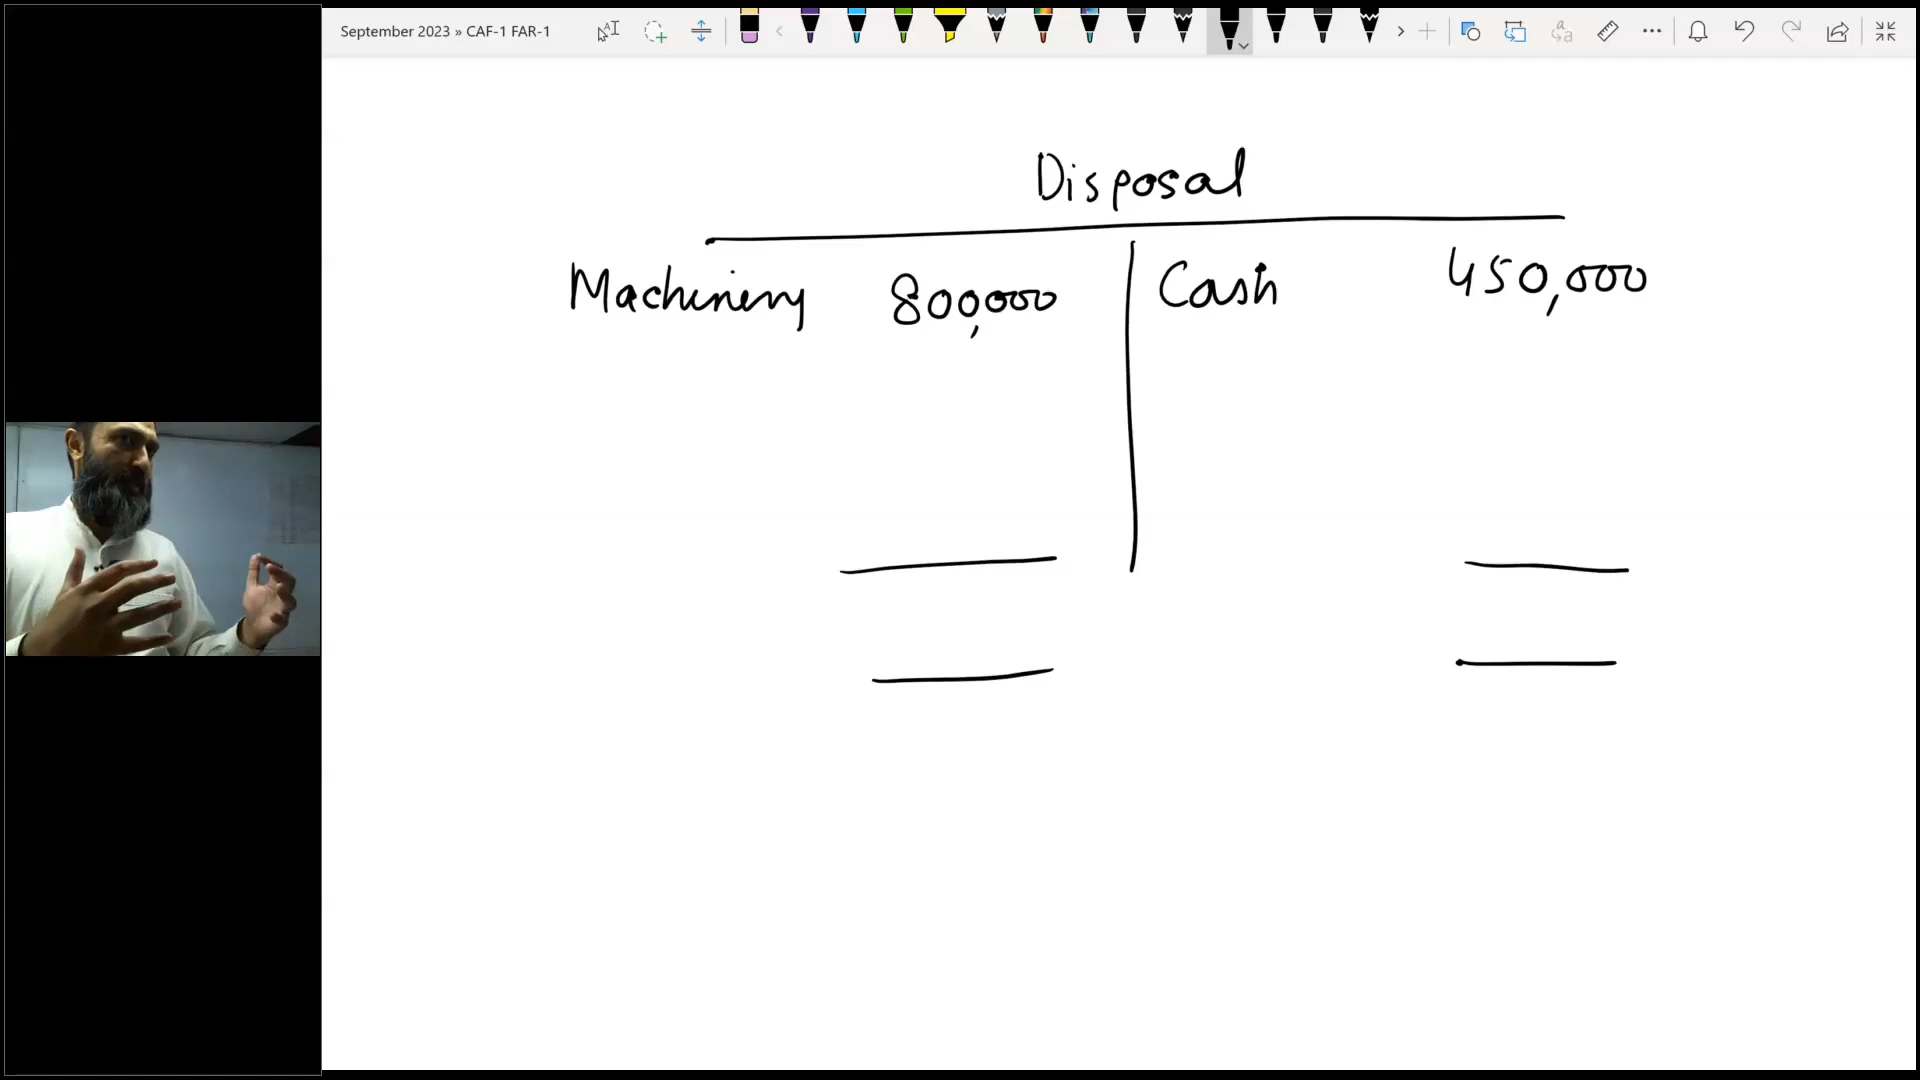 September 2023 » CAF-1 FAR-1
Disposal
Machinery 800,000 Cash 450,000